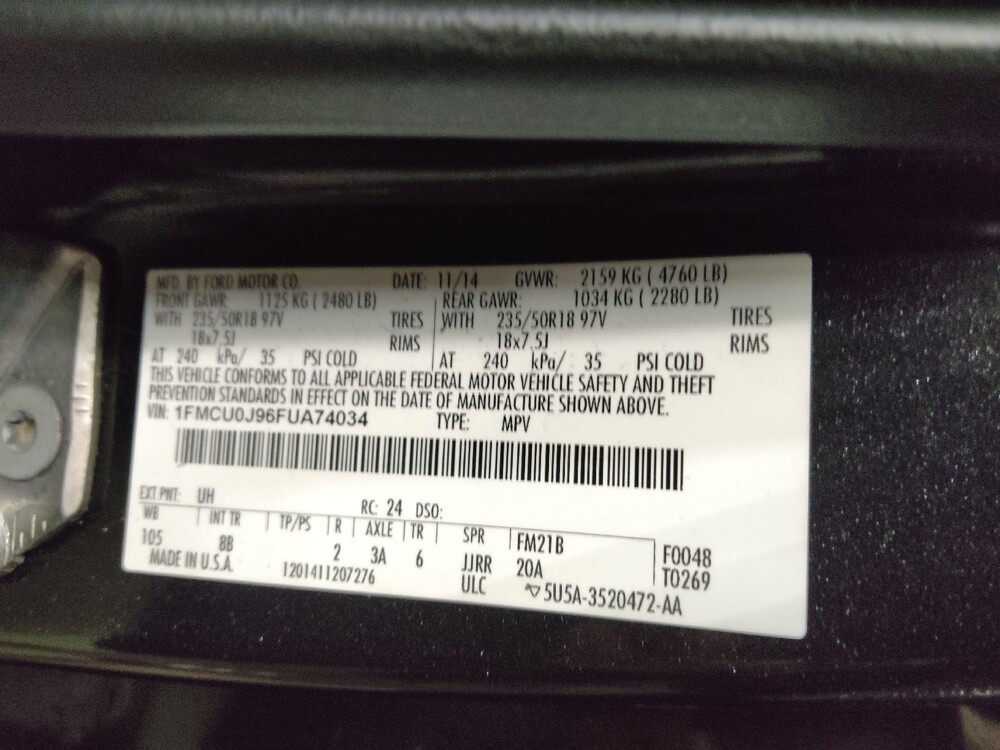 MFD. BY FORD MOTOR CO. DATE: 11/14 GVWR: 2159 KG ( 4760 LB)
FRONT GAWR: 1125 KG ( 2480 LB) REAR GAWR: 1034 KG ( 2280 LB)
WITH 235/50R18 97V TIRES WITH 235/50R18 97V TIRES
18x7.5J RIMS 18x7.5J RIMS
AT 240 kPa/ 35 PSI COLD AT 240 kPa/ 35 PSI COLD
THIS VEHICLE CONFORMS TO ALL APPLICABLE FEDERAL MOTOR VEHICLE SAFETY AND THEFT
PREVENTION STANDARDS IN EFFECT ON THE DATE OF MANUFACTURE SHOWN ABOVE.
VIN: 1FMCU0J96FUA74034 TYPE: MPV
EXT PNT: UH RC: 24 DSO:
WB INT TR TP/PS R AXLE TR SPR FM21B F0048
105 8B 2 3A 6 JJRR 20A T0269
MADE IN U.S.A. 1201411207276 ULC ▽5U5A-3520472-AA